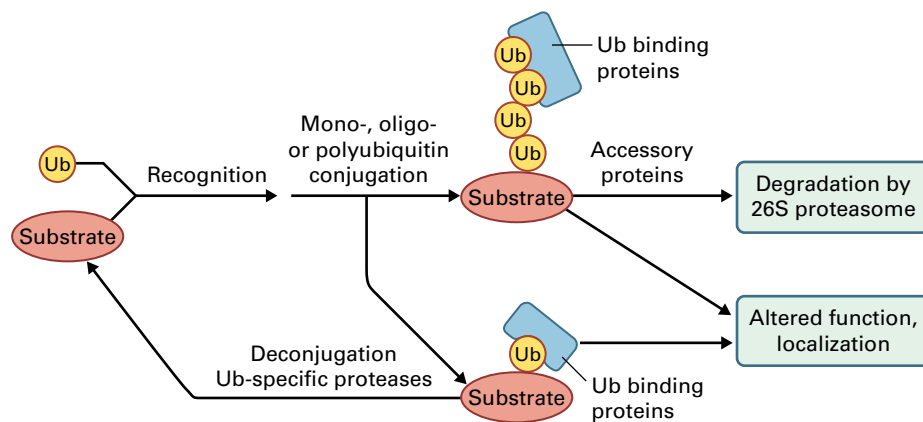 Ub
Ub binding
proteins
Ub
Ub
Ub
Mono-, oligo-
or polyubiquitin
conjugation
Ub
Recognition
Accessory
proteins
Substrate
Substrate
Degradation by
26S proteasome
Deconjugation
Ub-specific proteases
Ub
Substrate
Ub binding
proteins
Altered function,
localization